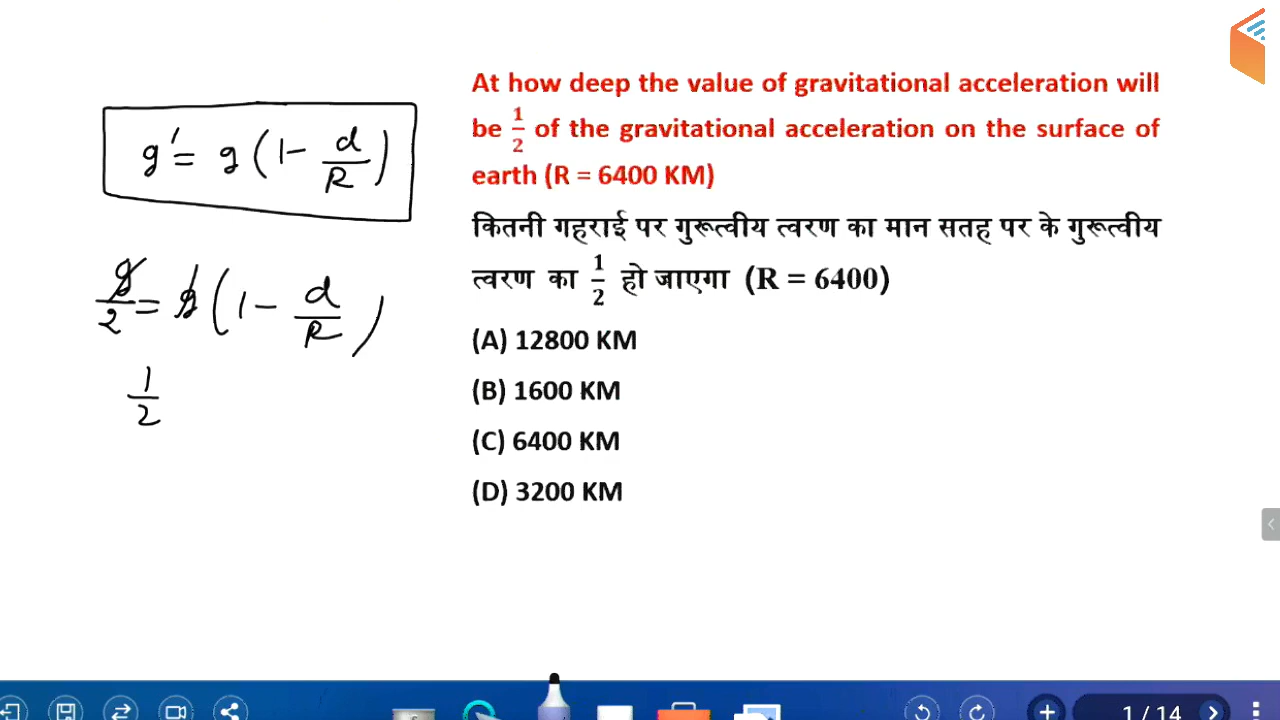 g' = g (1 - d/R)
g/2 = g (1 - d/R)
1/2
At how deep the value of gravitational acceleration will
be 1/2 of the gravitational acceleration on the surface of
earth (R = 6400 KM)
कितनी गहराई पर गुरूत्वीय त्वरण का मान सतह पर के गुरूत्वीय
त्वरण का 1/2 हो जाएगा (R = 6400)
(A) 12800 KM
(B) 1600 KM
(C) 6400 KM
(D) 3200 KM
1 / 14